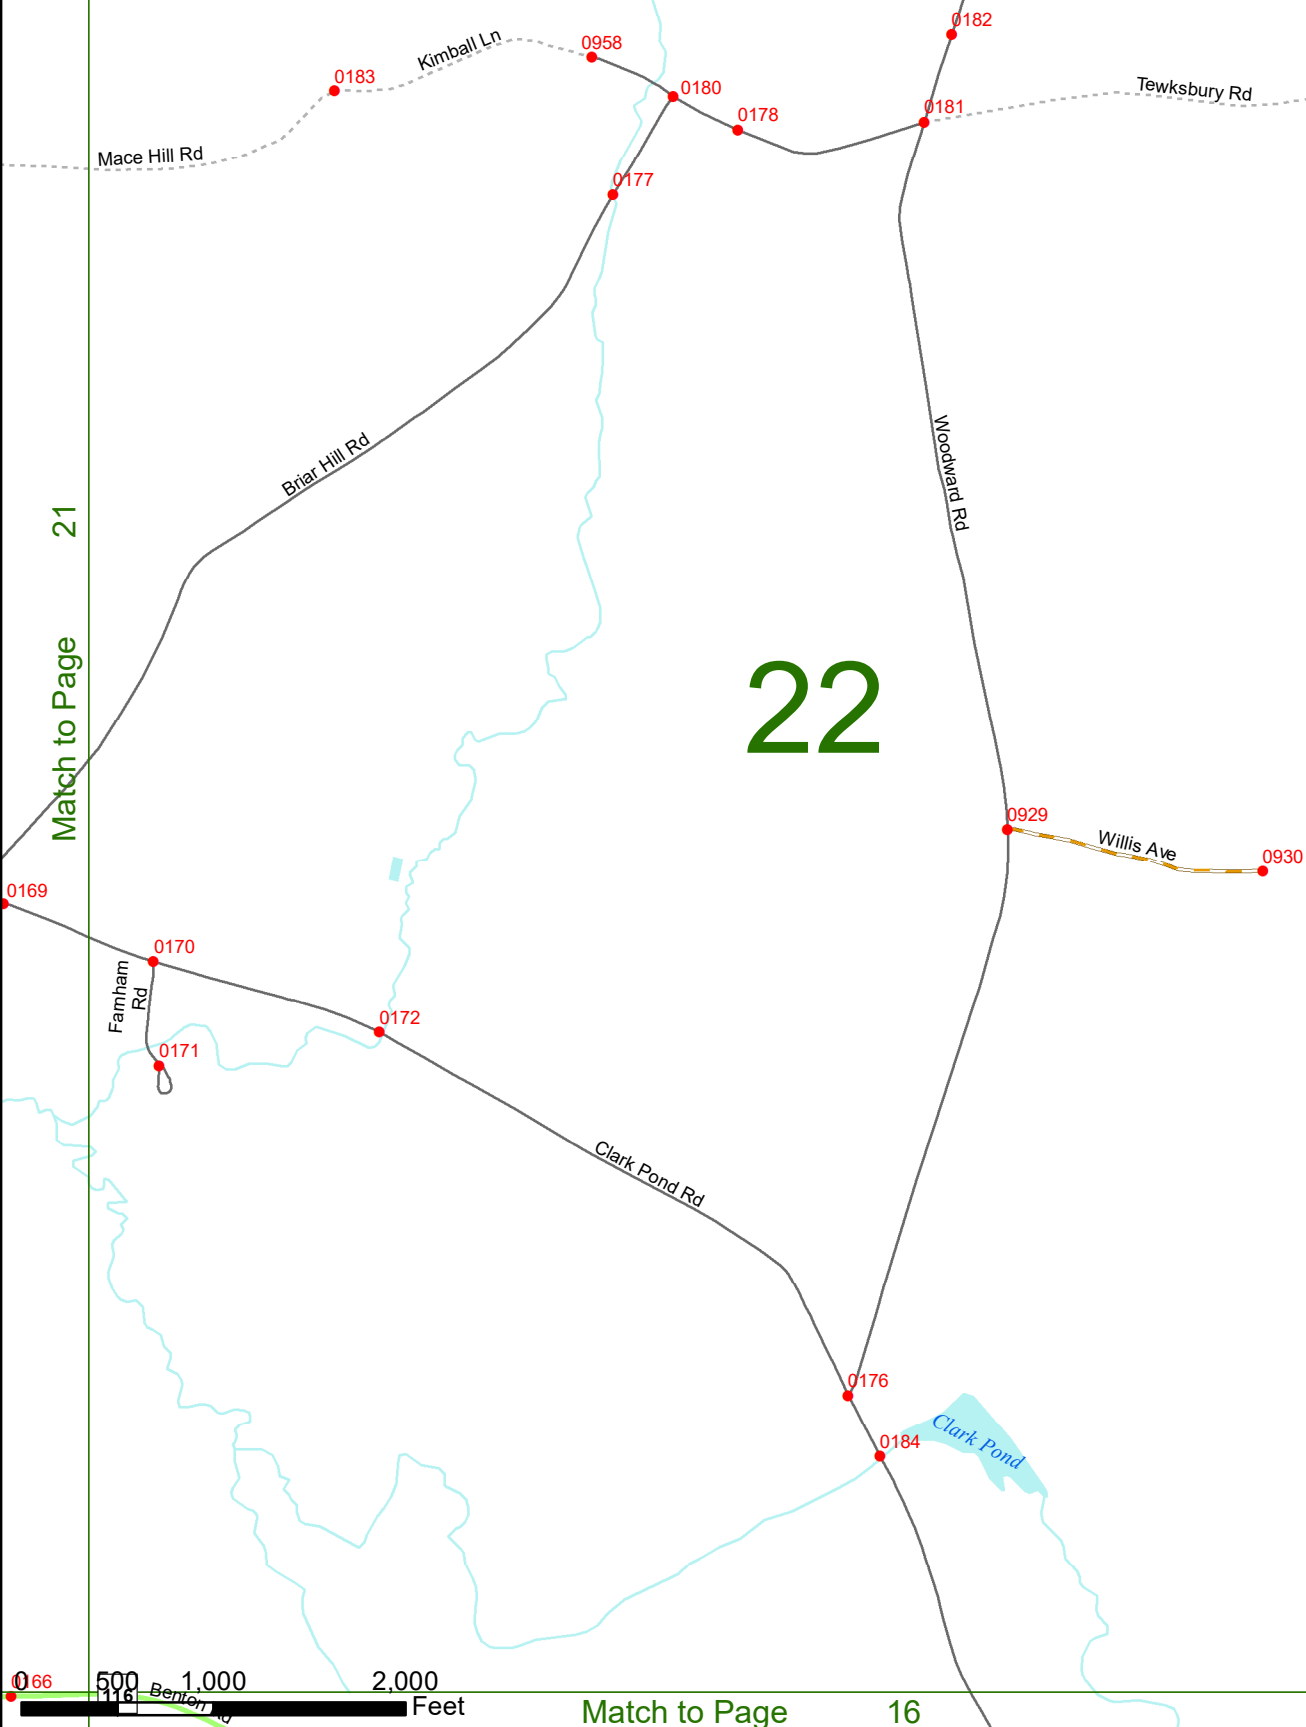 0182
0958
Kimball Ln
0183
0180
Tewksbury Rd
0181
0178
Mace Hill Rd
0177
Woodward Rd
Briar Hill Rd
Match to Page 21
22
0929
Willis Ave
0930
0169
0170
Farnham
Rd
0172
0171
Clark Pond Rd
0176
Clark Pond
0184
0166
0 500 1,000 2,000
Feet
116
Benton Rd
Match to Page 16